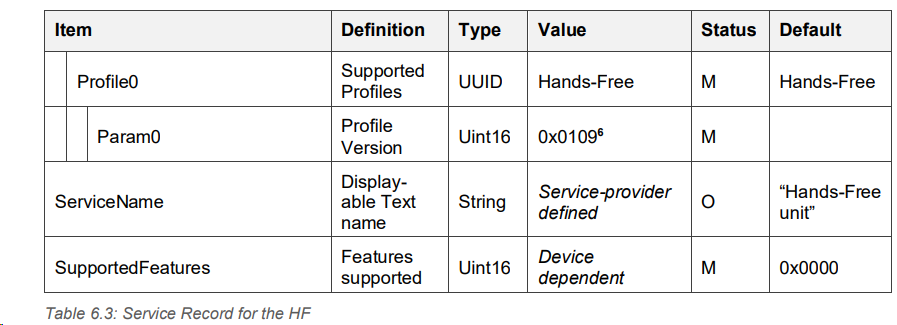 Item Definition Type Value Status Default
Profile0 Supported Profiles UUID Hands-Free M Hands-Free
Param0 Profile Version Uint16 0x0109⁶ M
ServiceName Display-able Text name String Service-provider defined O “Hands-Free unit”
SupportedFeatures Features supported Uint16 Device dependent M 0x0000
Table 6.3: Service Record for the HF